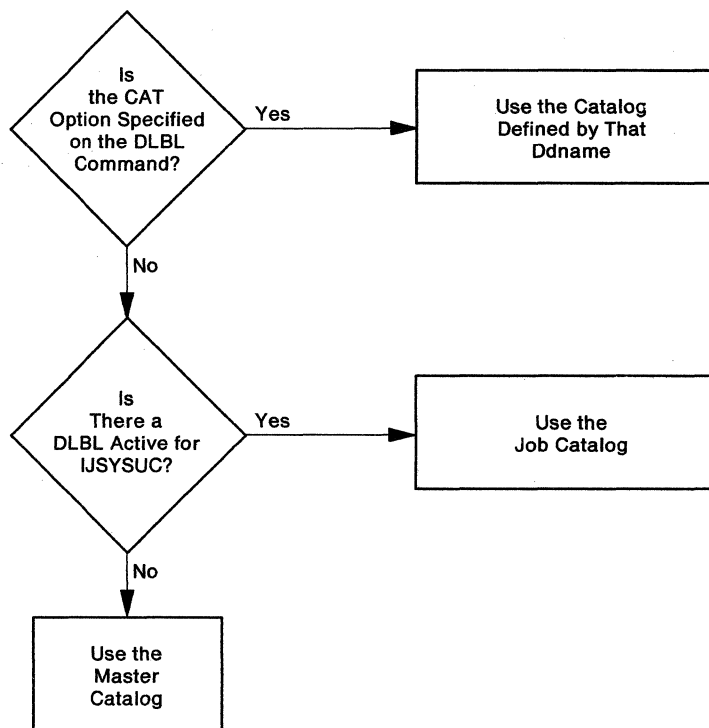 Is
the CAT
Option Specified
on the DLBL
Command?
Yes
Use the Catalog
Defined by That
Ddname
No
Is
There a
DLBL Active for
IJSYSUC?
Yes
Use the
Job Catalog
No
Use the
Master
Catalog